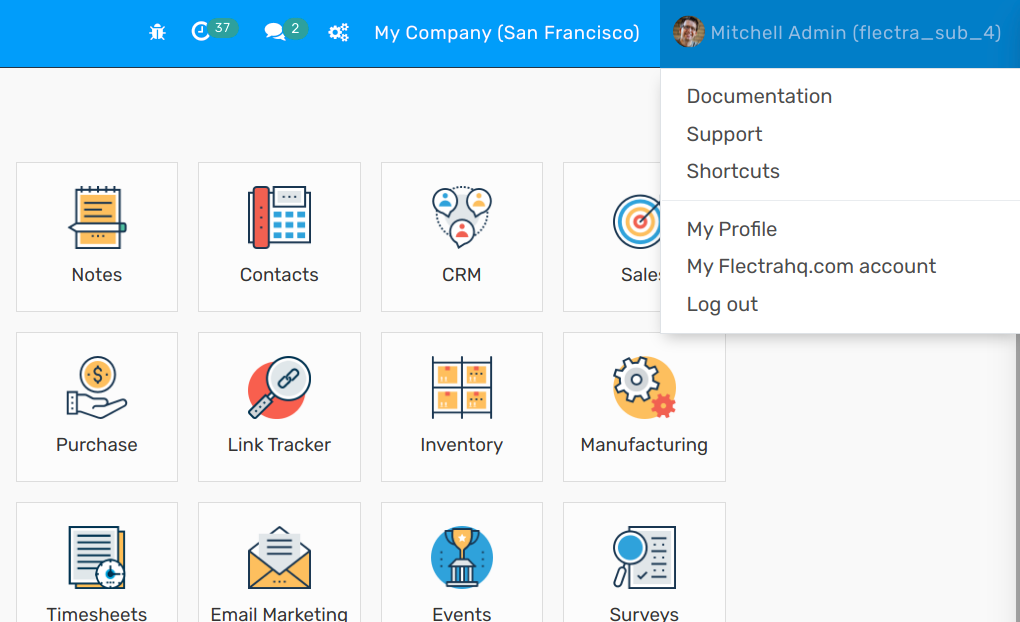 37
2
My Company (San Francisco)
Mitchell Admin (flectra_sub_4)
Documentation
Support
Shortcuts
My Profile
My Flectrahq.com account
Log out
Notes
Contacts
CRM
Sales
Purchase
Link Tracker
Inventory
Manufacturing
Timesheets
Email Marketing
Events
Surveys